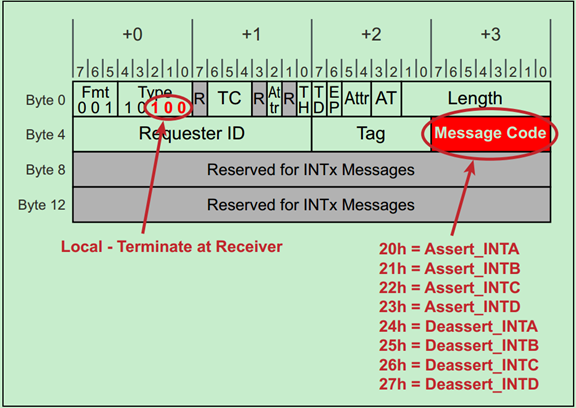 +0 +1 +2 +3
7 6 5 4 3 2 1 0 7 6 5 4 3 2 1 0 7 6 5 4 3 2 1 0 7 6 5 4 3 2 1 0
Byte 0 Fmt 0 0 1 Type 1 0 1 0 0 R TC R At tr R T H T D E P Attr AT Length
Byte 4 Requester ID Tag Message Code
Byte 8 Reserved for INTx Messages
Byte 12 Reserved for INTx Messages
Local - Terminate at Receiver
20h = Assert_INTA
21h = Assert_INTB
22h = Assert_INTC
23h = Assert_INTD
24h = Deassert_INTA
25h = Deassert_INTB
26h = Deassert_INTC
27h = Deassert_INTD